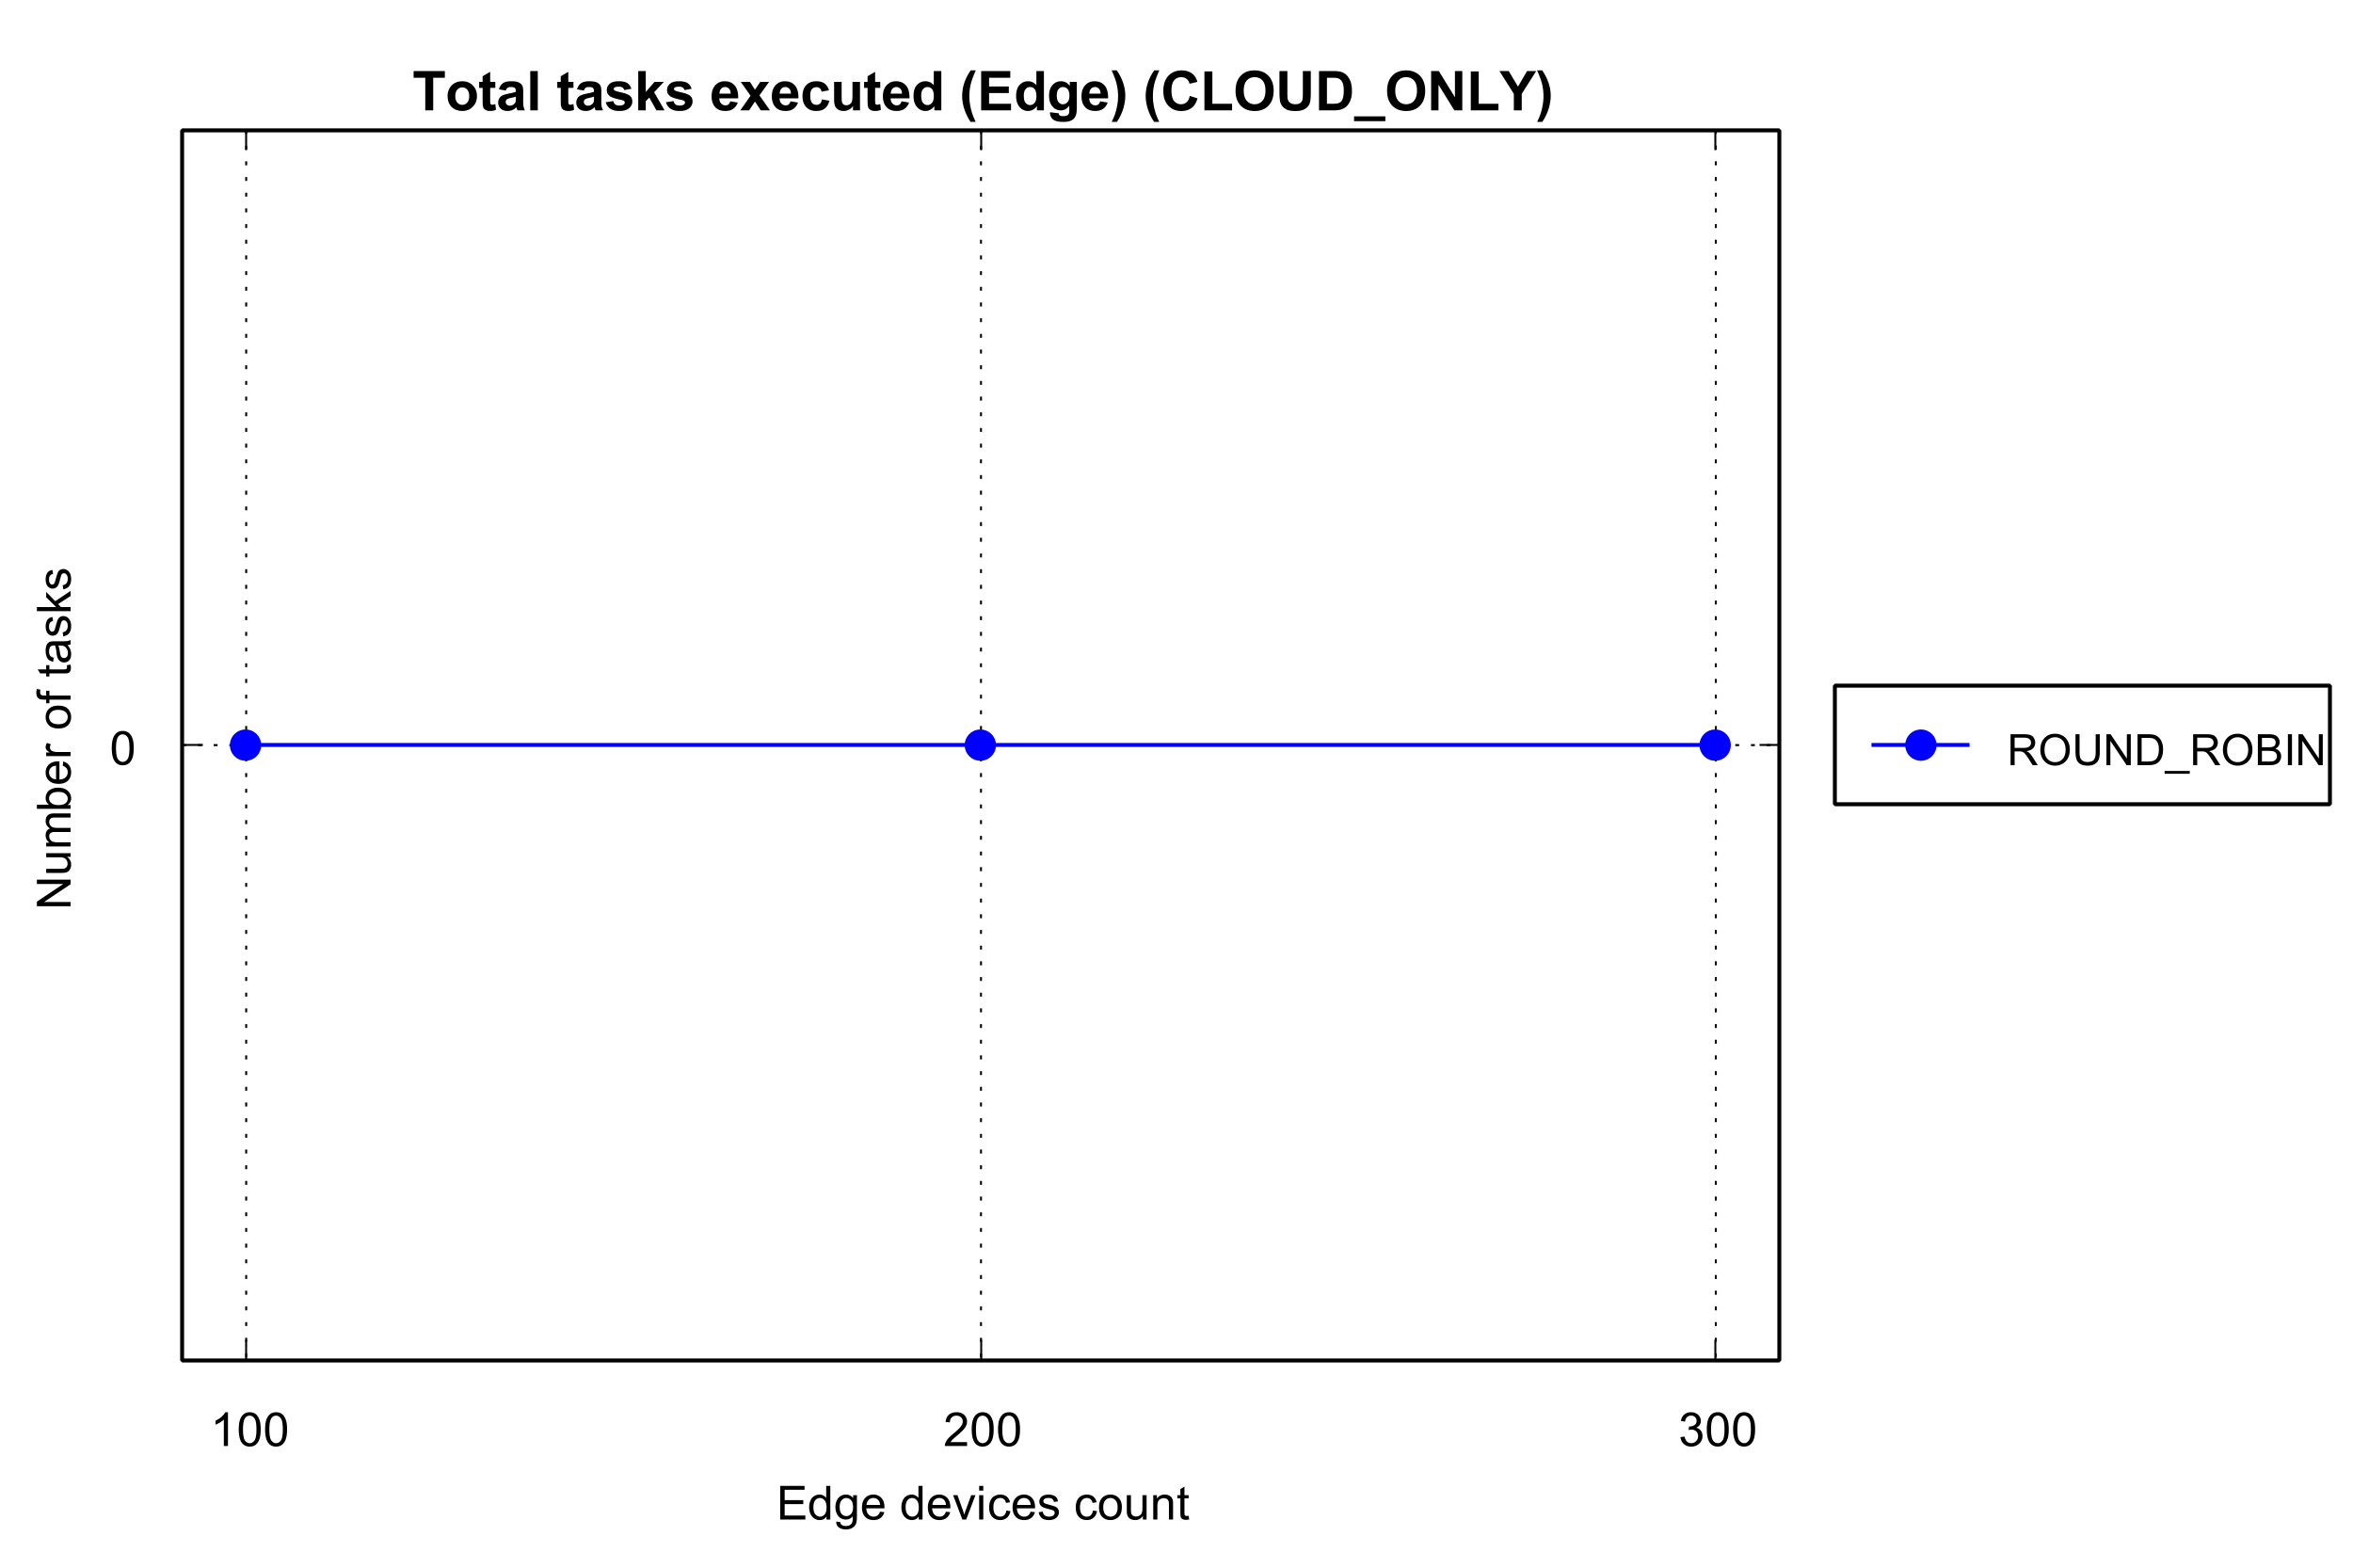 Total tasks executed (Edge) (CLOUD_ONLY)
Number of tasks
0
ROUND_ROBIN
100
200
300
Edge devices count